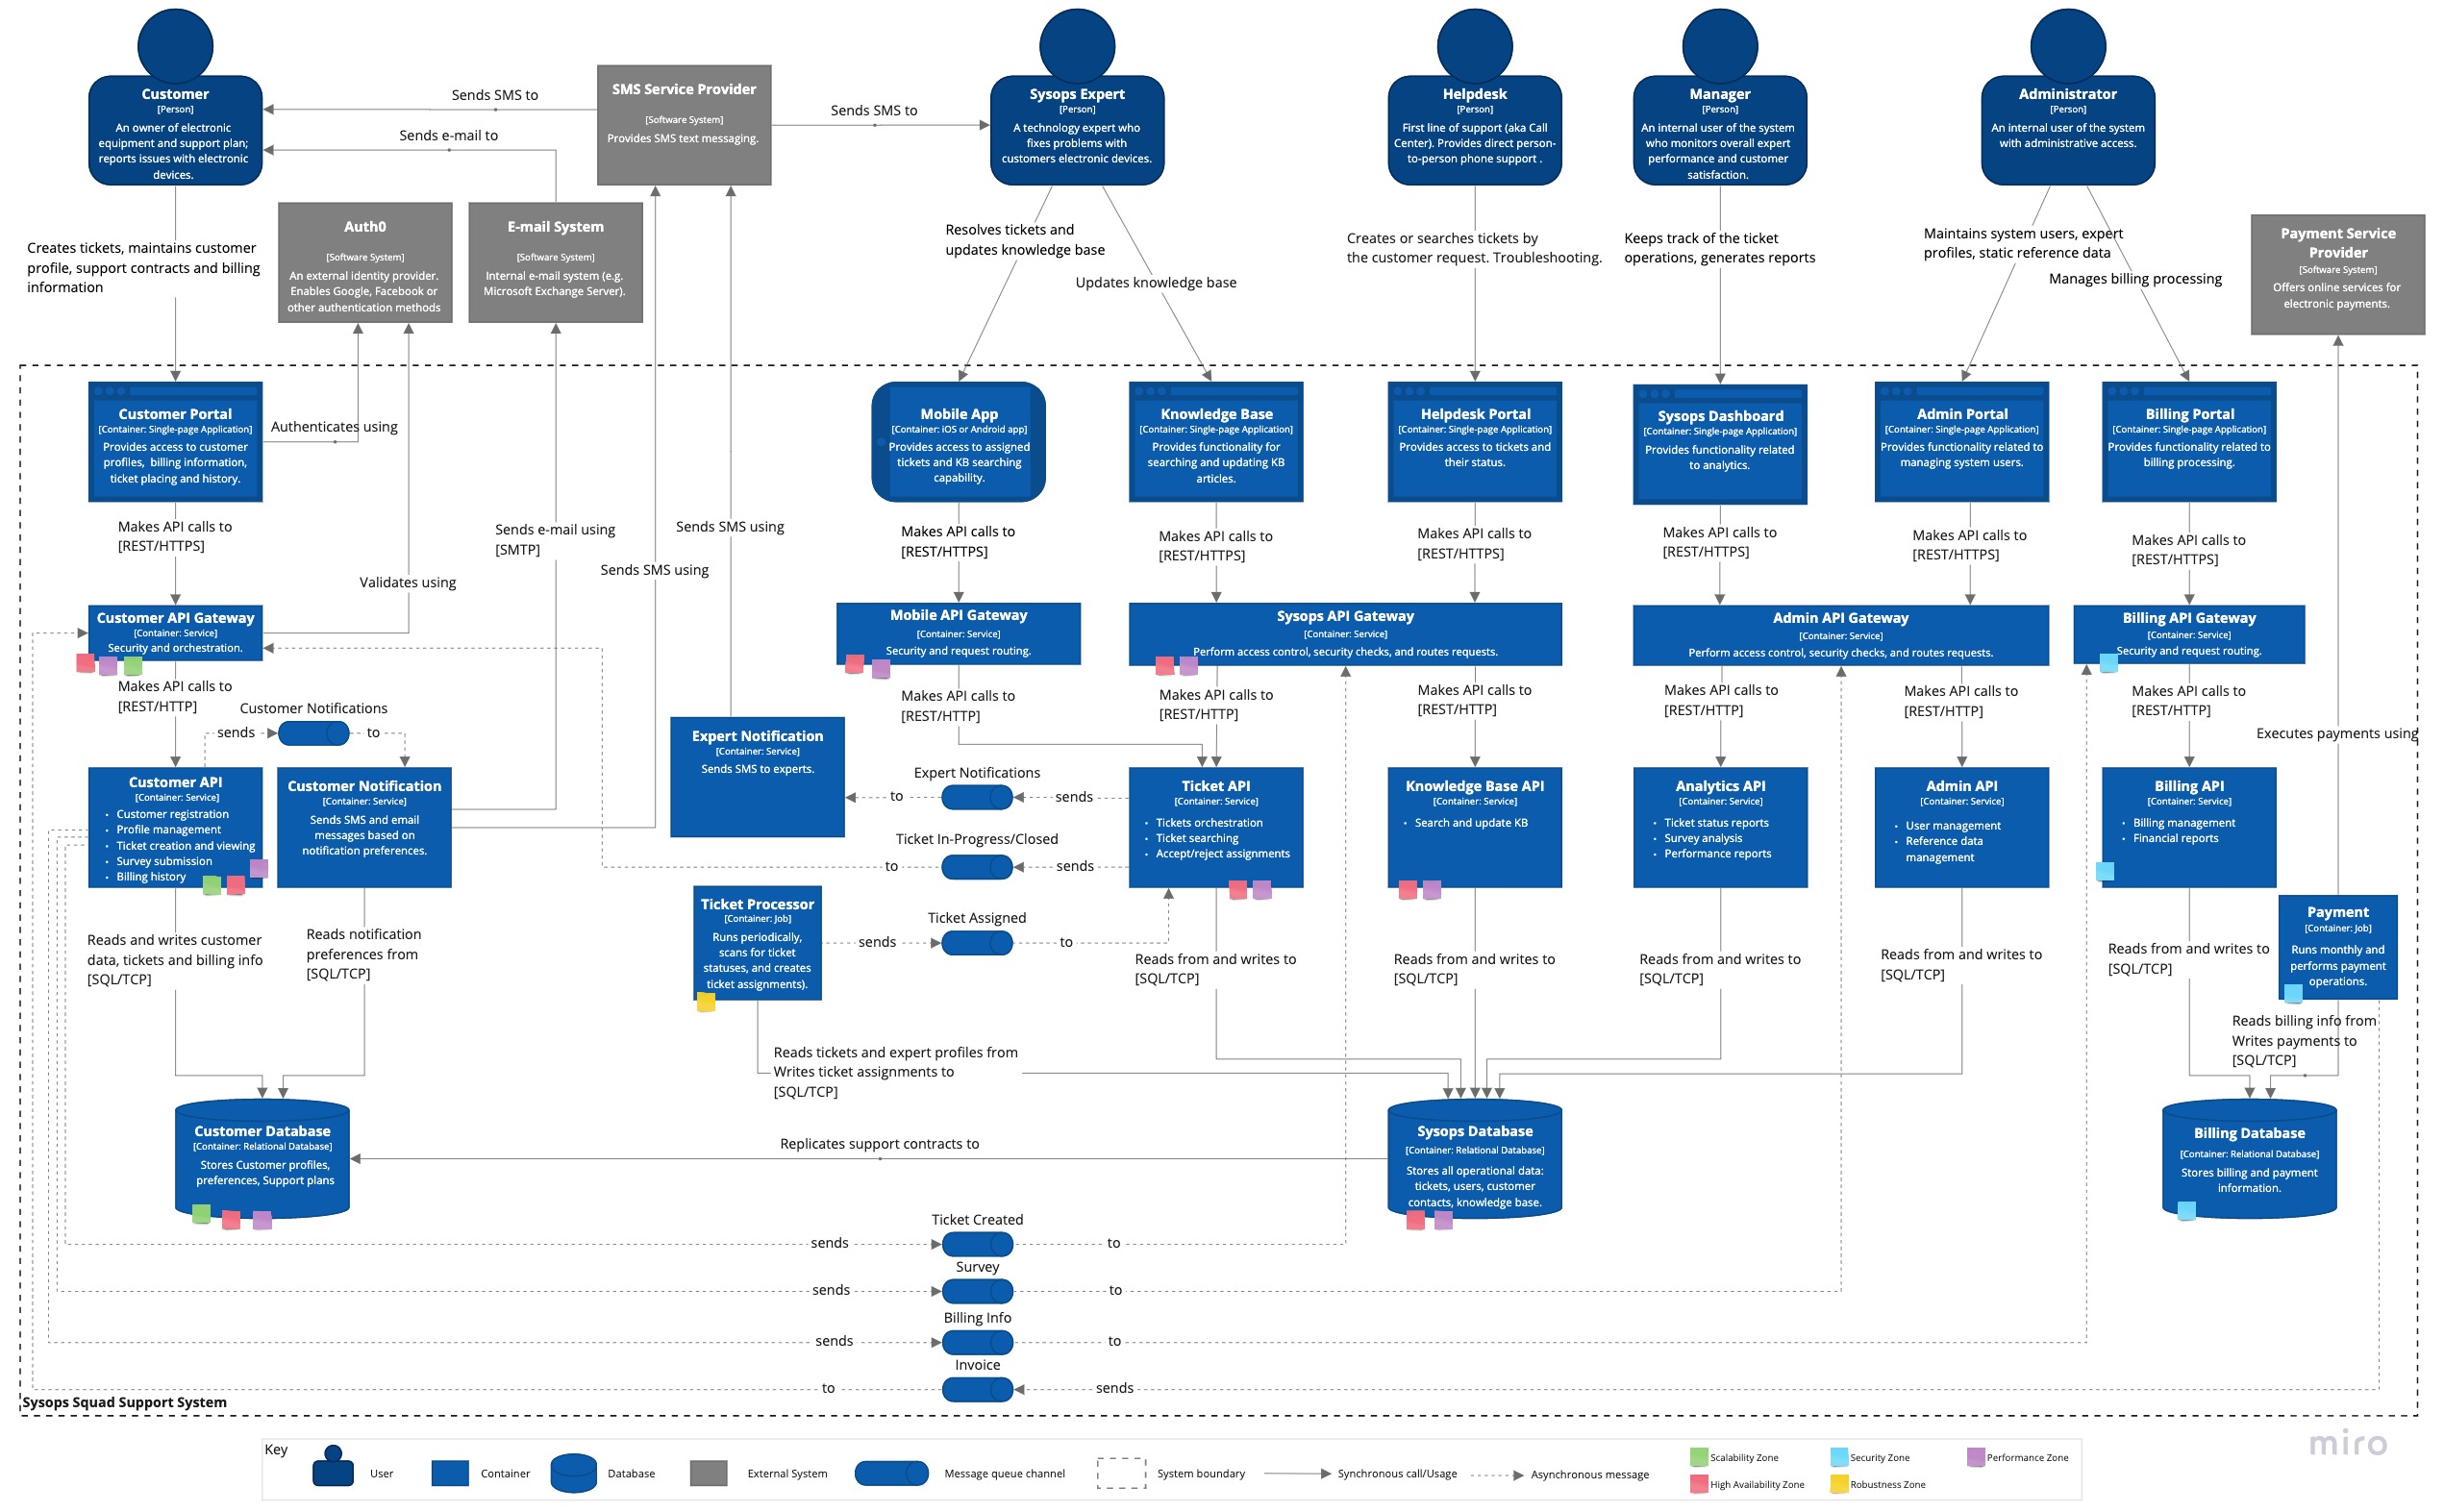 Customer
[Person]
An owner of electronic
equipment and support plan;
reports issues with electronic
devices.
Sends SMS to
Sends e-mail to
SMS Service Provider
[Software System]
Provides SMS text messaging.
Sends SMS to
Sysops Expert
[Person]
A technology expert who
fixes problems with
customers electronic devices.
Helpdesk
[Person]
First line of support (aka Call
Center). Provides direct person-
to-person phone support .
Manager
[Person]
An internal user of the system
who monitors overall expert
performance and customer
satisfaction.
Administrator
[Person]
An internal user of the system
with administrative access.
Creates tickets, maintains customer
profile, support contracts and billing
information
Auth0
[Software System]
An external identity provider.
Enables Google, Facebook or
other authentication methods
E-mail System
[Software System]
Internal e-mail system (e.g.
Microsoft Exchange Server).
Resolves tickets and
updates knowledge base
Updates knowledge base
Creates or searches tickets by
the customer request. Troubleshooting.
Keeps track of the ticket
operations, generates reports
Maintains system users, expert
profiles, static reference data
Manages billing processing
Payment Service
Provider
[Software System]
Offers online services for
electronic payments.
Customer Portal
[Container: Single-page Application]
Provides access to customer
profiles, billing information,
ticket placing and history.
Authenticates using
Mobile App
[Container: iOS or Android app]
Provides access to assigned
tickets and KB searching
capability.
Knowledge Base
[Container: Single-page Application]
Provides functionality for
searching and updating KB
articles.
Helpdesk Portal
[Container: Single-page Application]
Provides access to tickets and
their status.
Sysops Dashboard
[Container: Single-page Application]
Provides functionality related
to analytics.
Admin Portal
[Container: Single-page Application]
Provides functionality related to
managing system users.
Billing Portal
[Container: Single-page Application]
Provides functionality related to
billing processing.
Makes API calls to
[REST/HTTPS]
Validates using
Sends e-mail using
[SMTP]
Sends SMS using
Sends SMS using
Makes API calls to
[REST/HTTPS]
Makes API calls to
[REST/HTTPS]
Makes API calls to
[REST/HTTPS]
Makes API calls to
[REST/HTTPS]
Makes API calls to
[REST/HTTPS]
Makes API calls to
[REST/HTTPS]
Customer API Gateway
[Container: Service]
Security and orchestration.
Mobile API Gateway
[Container: Service]
Security and request routing.
Sysops API Gateway
[Container: Service]
Perform access control, security checks, and routes requests.
Admin API Gateway
[Container: Service]
Perform access control, security checks, and routes requests.
Billing API Gateway
[Container: Service]
Security and request routing.
Makes API calls to
[REST/HTTP]
Customer Notifications
sends
to
Makes API calls to
[REST/HTTP]
Makes API calls to
[REST/HTTP]
Makes API calls to
[REST/HTTP]
Makes API calls to
[REST/HTTP]
Makes API calls to
[REST/HTTP]
Makes API calls to
[REST/HTTP]
Executes payments using
Customer API
[Container: Service]
• Customer registration
• Profile management
• Ticket creation and viewing
• Survey submission
• Billing history
Customer Notification
[Container: Service]
Sends SMS and email
messages based on
notification preferences.
Expert Notification
[Container: Service]
Sends SMS to experts.
Expert Notifications
to
sends
Ticket In-Progress/Closed
to
sends
Ticket API
[Container: Service]
• Tickets orchestration
• Ticket searching
• Accept/reject assignments
Knowledge Base API
[Container: Service]
• Search and update KB
Analytics API
[Container: Service]
• Ticket status reports
• Survey analysis
• Performance reports
Admin API
[Container: Service]
• User management
• Reference data
management
Billing API
[Container: Service]
• Billing management
• Financial reports
Ticket Processor
[Container: Job]
Runs periodically,
scans for ticket
statuses, and creates
ticket assignments).
Ticket Assigned
sends
to
Payment
[Container: Job]
Runs monthly and
performs payment
operations.
Reads and writes customer
data, tickets and billing info
[SQL/TCP]
Reads notification
preferences from
[SQL/TCP]
Reads from and writes to
[SQL/TCP]
Reads from and writes to
[SQL/TCP]
Reads from and writes to
[SQL/TCP]
Reads from and writes to
[SQL/TCP]
Reads from and writes to
[SQL/TCP]
Reads billing info from
Writes payments to
[SQL/TCP]
Reads tickets and expert profiles from
Writes ticket assignments to
[SQL/TCP]
Customer Database
[Container: Relational Database]
Stores Customer profiles,
preferences, Support plans
Replicates support contracts to
Sysops Database
[Container: Relational Database]
Stores all operational data:
tickets, users, customer
contacts, knowledge base.
Billing Database
[Container: Relational Database]
Stores billing and payment
information.
Ticket Created
sends
to
Survey
sends
to
Billing Info
sends
to
Invoice
to
sends
Sysops Squad Support System
Key
User
Container
Database
External System
Message queue channel
System boundary
Synchronous call/Usage
Asynchronous message
Scalability Zone
High Availability Zone
Security Zone
Robustness Zone
Performance Zone
miro